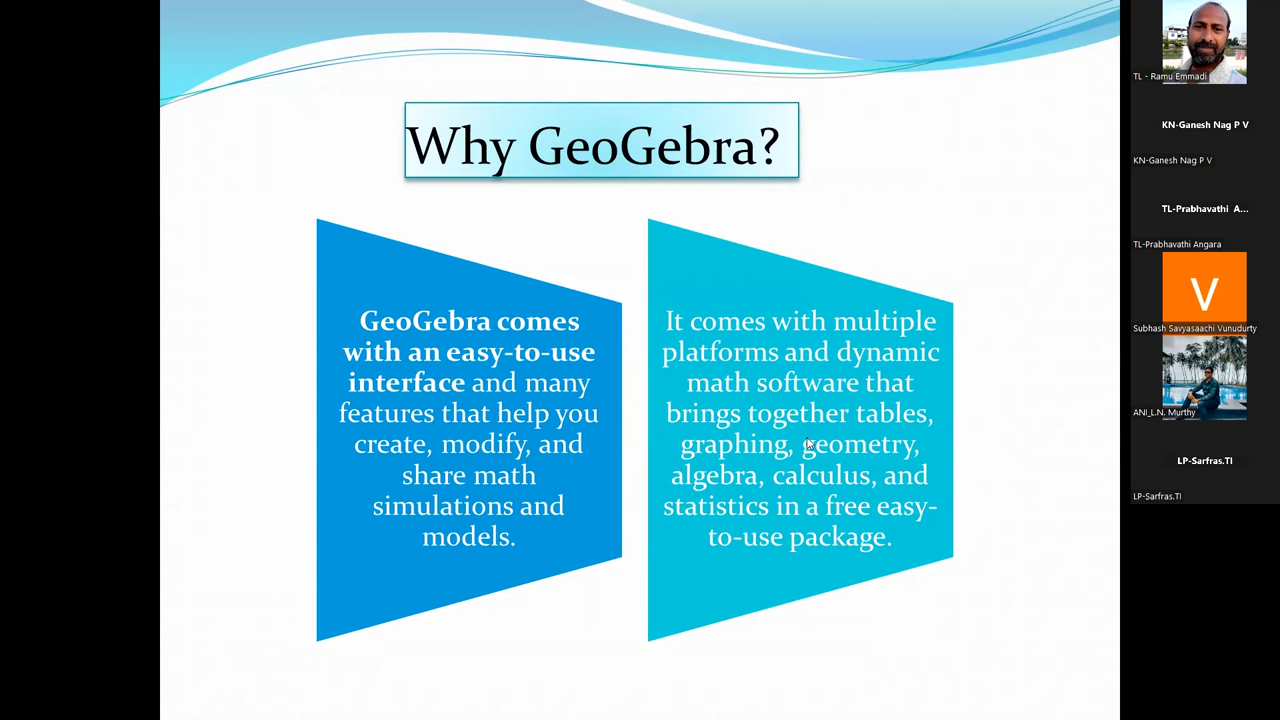 Why GeoGebra?
GeoGebra comes
with an easy-to-use
interface and many
features that help you
create, modify, and
share math
simulations and
models.
It comes with multiple
platforms and dynamic
math software that
brings together tables,
graphing, geometry,
algebra, calculus, and
statistics in a free easy-
to-use package.
TL - Ramu Emmadi
KN-Ganesh Nag P V
KN-Ganesh Nag P V
TL-Prabhavathi A...
TL-Prabhavathi Angara
V
Subhash Savyasaachi Vunudurty
ANI_L.N. Murthy
LP-Sarfras.TI
LP-Sarfras.TI